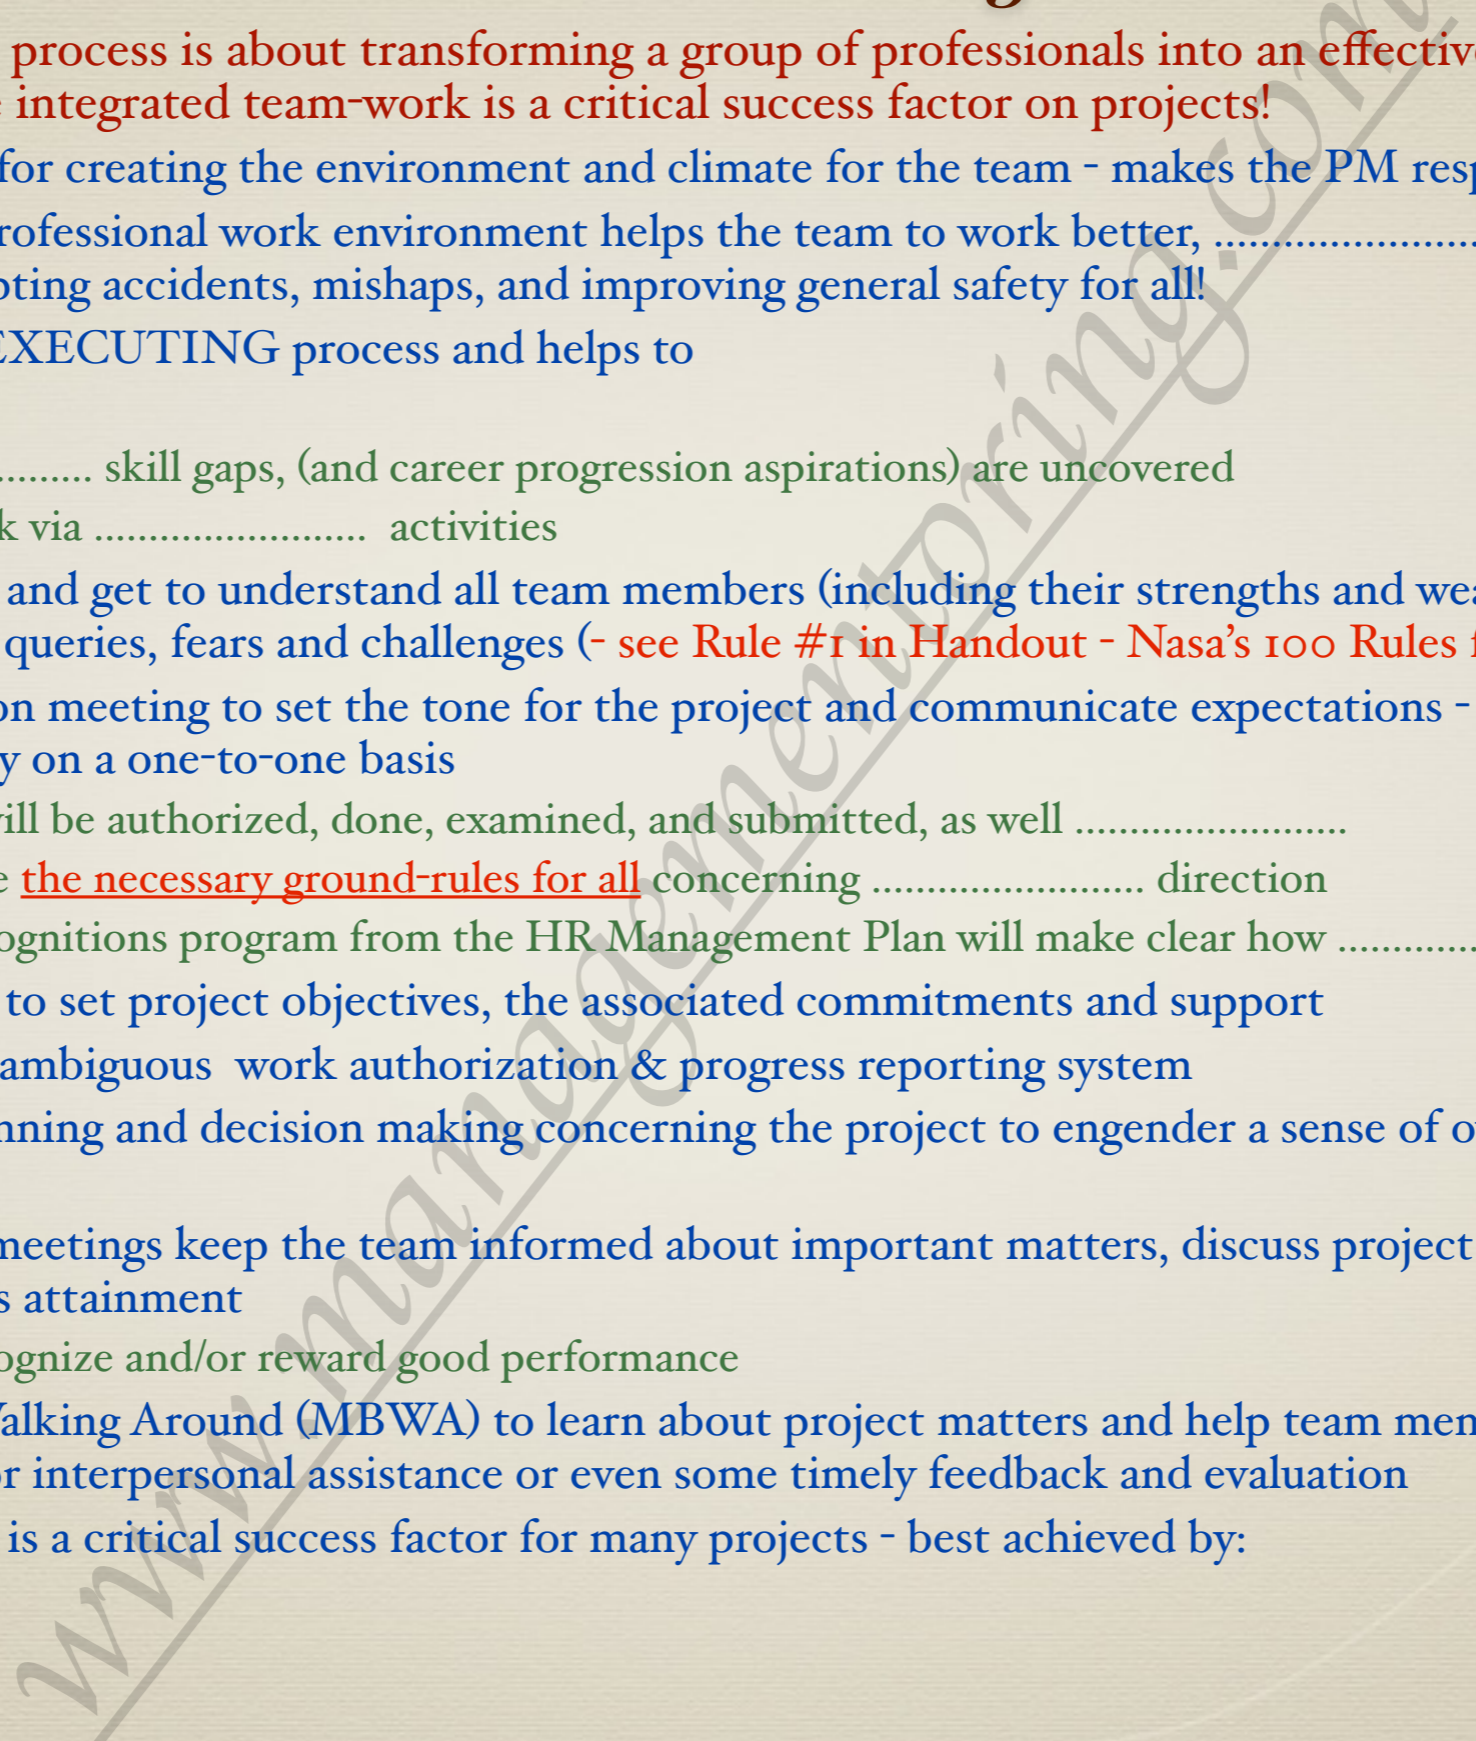 process is about transforming a group of professionals into an effective
integrated team-work is a critical success factor on projects!
for creating the environment and climate for the team - makes the PM resp
rofessional work environment helps the team to work better, ........................
pting accidents, mishaps, and improving general safety for all!
EXECUTING process and helps to
.......... skill gaps, (and career progression aspirations) are uncovered
k via ......................... activities
and get to understand all team members (including their strengths and wea
queries, fears and challenges (- see Rule #1 in Handout - Nasa's 100 Rules f
on meeting to set the tone for the project and communicate expectations -
y on a one-to-one basis
will be authorized, done, examined, and submitted, as well .........................
e the necessary ground-rules for all concerning ......................... direction
ognitions program from the HR Management Plan will make clear how .............
to set project objectives, the associated commitments and support
ambiguous work authorization & progress reporting system
nning and decision making concerning the project to engender a sense of ow
meetings keep the team informed about important matters, discuss project
s attainment
ognize and/or reward good performance
Walking Around (MBWA) to learn about project matters and help team mem
or interpersonal assistance or even some timely feedback and evaluation
is a critical success factor for many projects - best achieved by:
www.managementoring.com